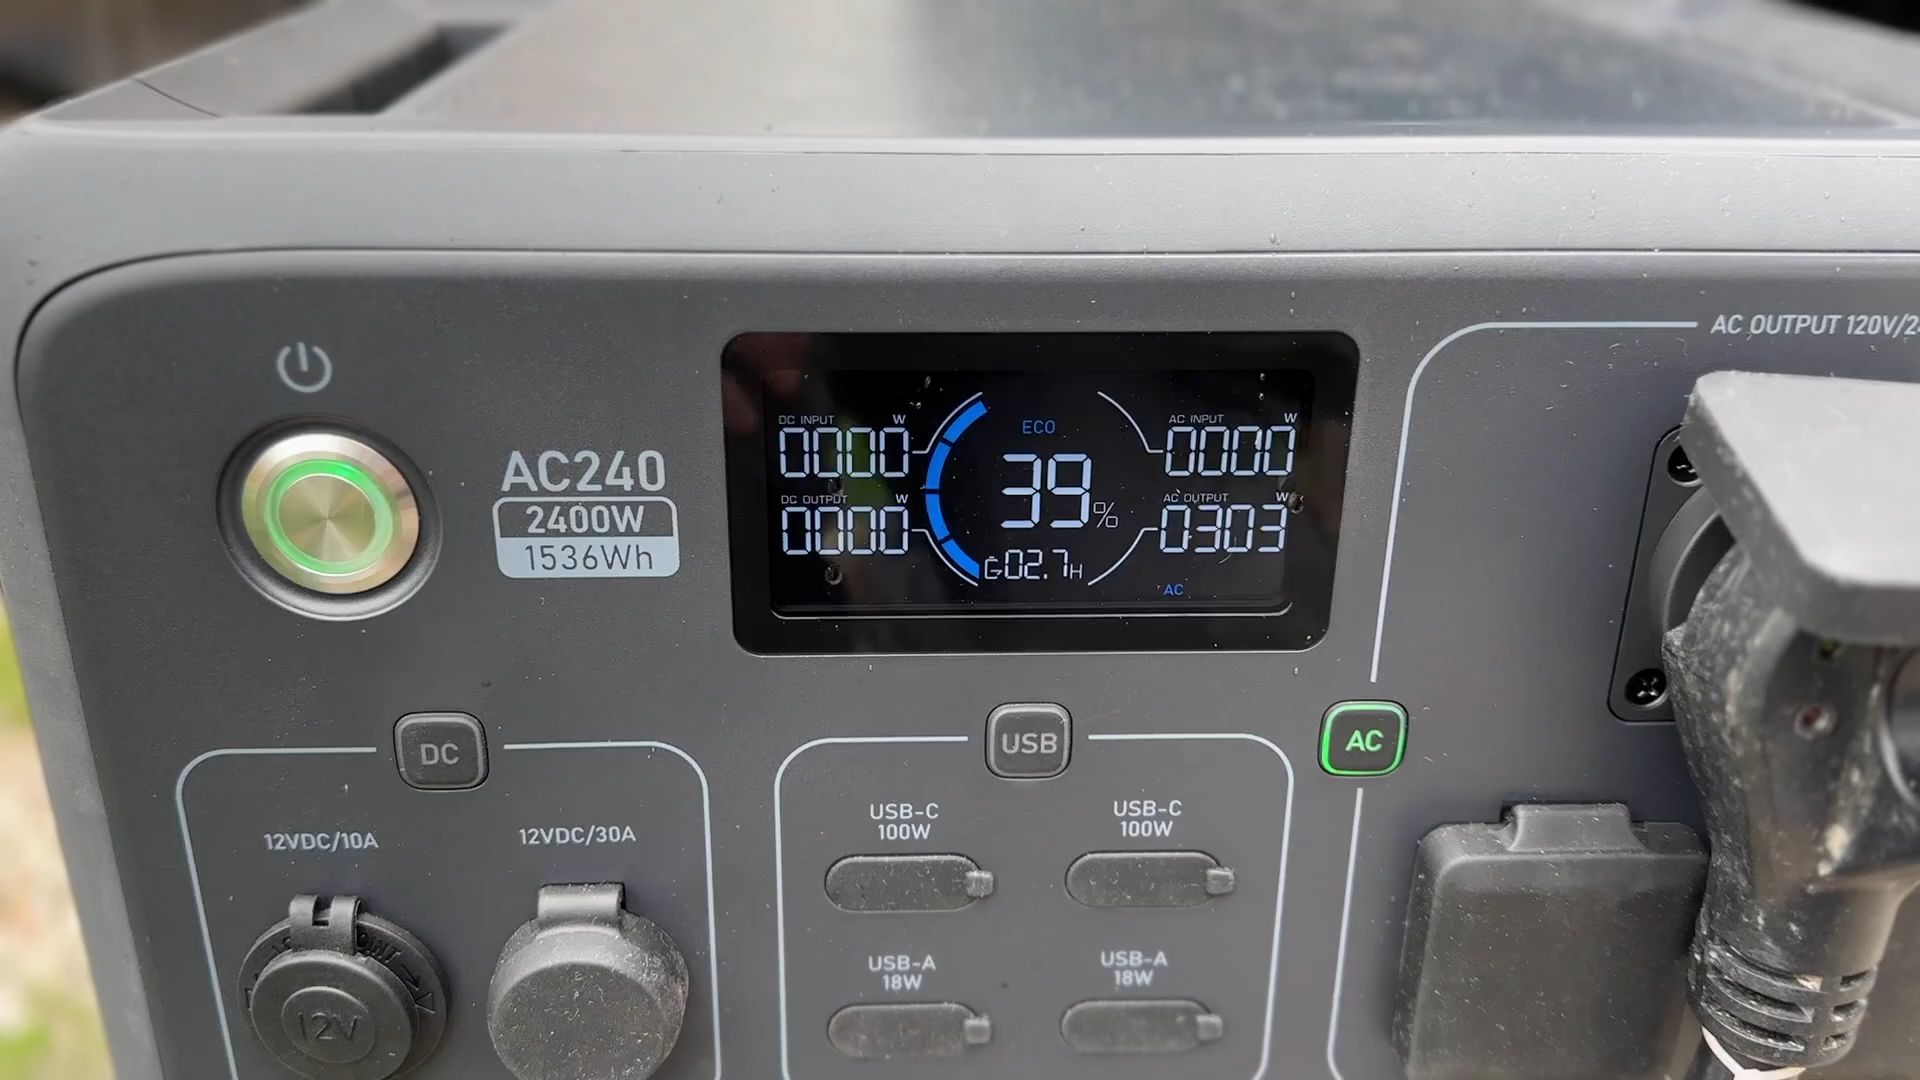 AC OUTPUT 120V/2
DC INPUT W
0000
DC OUTPUT W
0000
ECO
39%
02.7H
AC INPUT W
0000
AC OUTPUT W
0303
AC
AC240
2400W
1536Wh
DC
USB
AC
12VDC/10A
12VDC/30A
USB-C
100W
USB-C
100W
USB-A
18W
USB-A
18W
12V